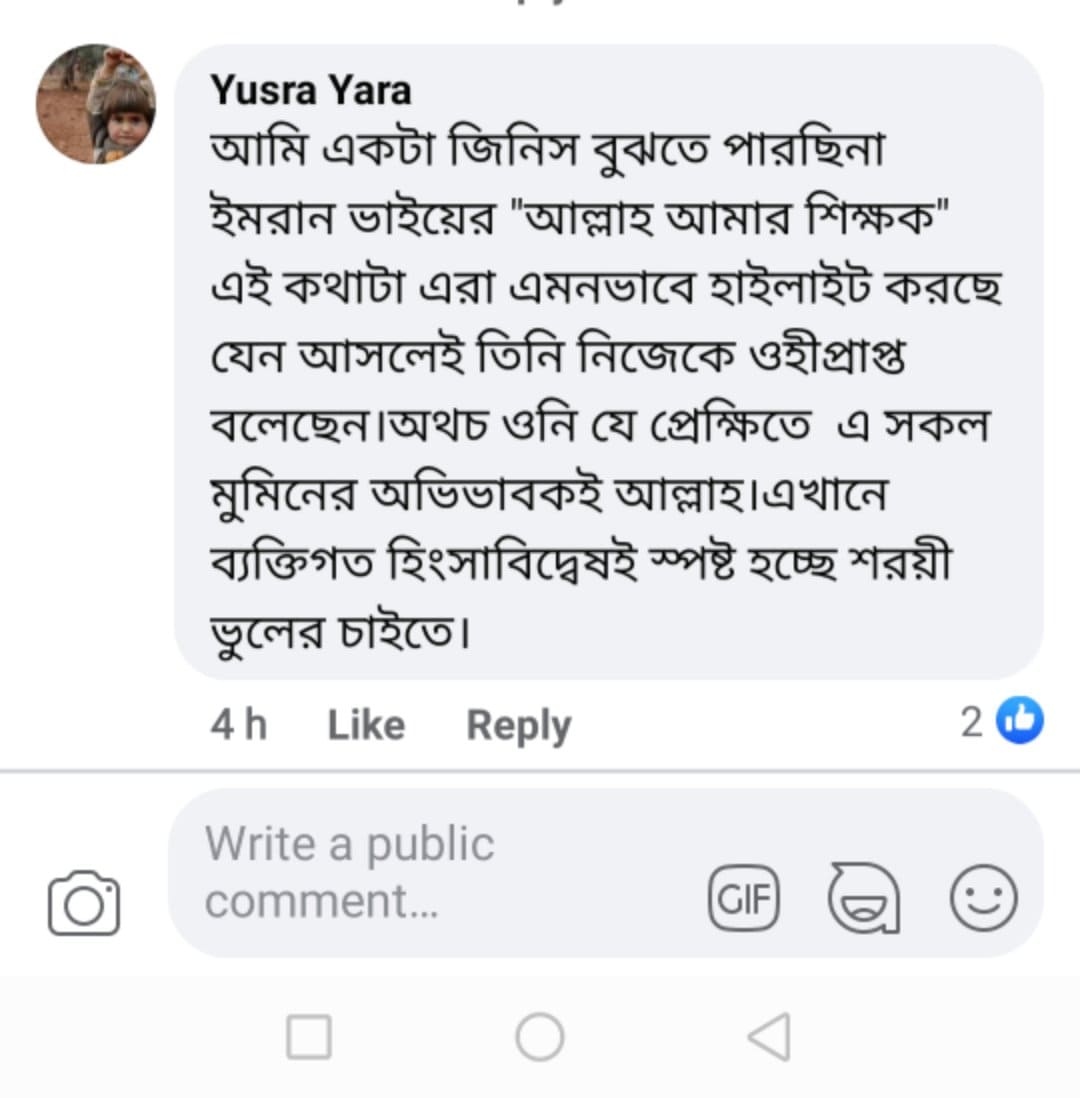 Yusra Yara
আমি একটা জিনিস বুঝতে পারছিনা
ইমরান ভাইয়ের "আল্লাহ আমার শিক্ষক"
এই কথাটা এরা এমনভাবে হাইলাইট করছে
যেন আসলেই তিনি নিজেকে ওহীপ্রাপ্ত
বলেছেন।অথচ ওনি যে প্রেক্ষিতে এ সকল
মুমিনের অভিভাবকই আল্লাহ।এখানে
ব্যক্তিগত হিংসাবিদ্বেষই স্পষ্ট হচ্ছে শরয়ী
ভুলের চাইতে।
4 h Like Reply 2
Write a public
comment...
GIF